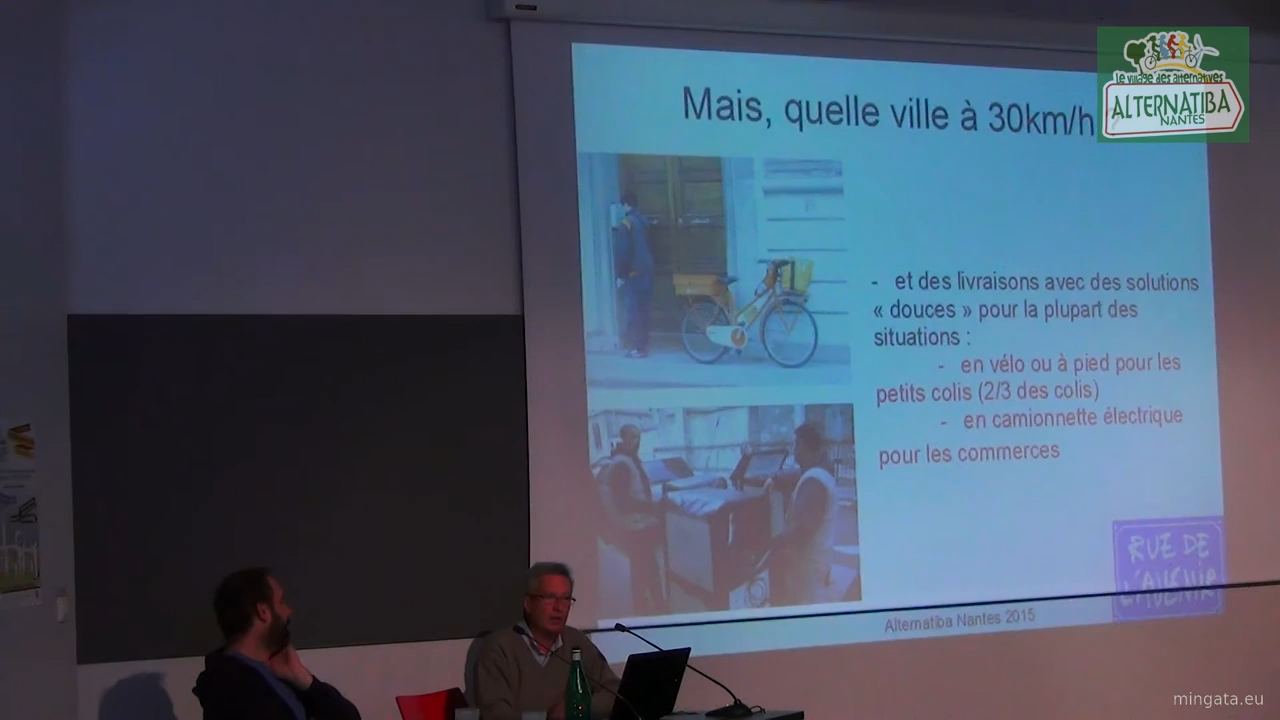 Mais, quelle ville à 30km/h
le village des alternatives
ALTERNATIBA
NANTES
- et des livraisons avec des solutions
« douces » pour la plupart des
situations :
- en vélo ou à pied pour les
petits colis (2/3 des colis)
- en camionnette électrique
pour les commerces
RUE DE
L'AVENIR
Alternatiba Nantes 2015
mingata.eu